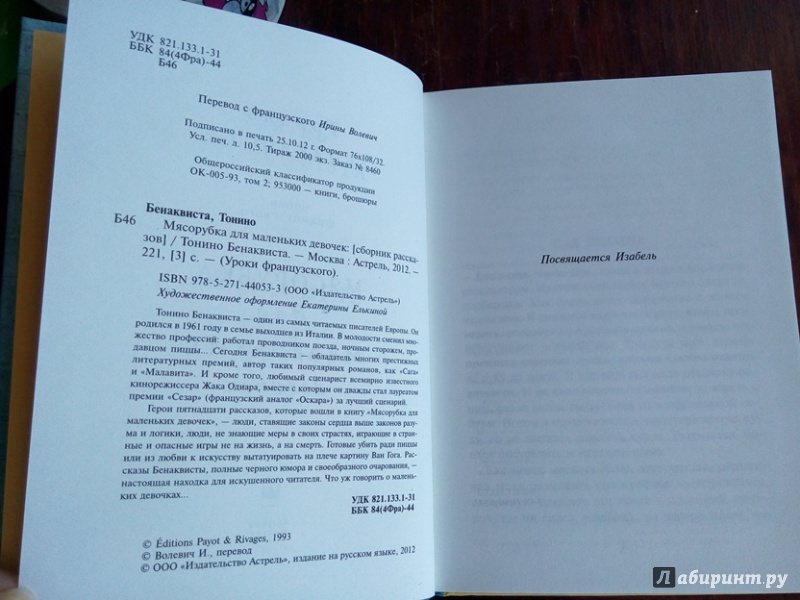 УДК 821.133.1-31
ББК 84(4Фра)-44
Б46
Перевод с французского Ирины Волевич
Подписано в печать 25.10.12 г. Формат 76х108/32.
Усл. печ. л. 10,5. Тираж 2000 экз. Заказ № 8460
Общероссийский классификатор продукции
ОК-005-93, том 2; 953000 — книги, брошюры
Бенаквиста, Тонино
Б46 Мясорубка для маленьких девочек: [сборник расска-
зов] / Тонино Бенаквиста. — Москва : Астрель, 2012. –
221, [3] с. — (Уроки французского).
ISBN 978-5-271-44053-3 (ООО «Издательство Астрель»)
Художественное оформление Екатерины Елькиной
Тонино Бенаквиста — один из самых читаемых писателей Европы. Он
родился в 1961 году в семье выходцев из Италии. В молодости сменил мно-
жество профессий: работал проводником поезда, ночным сторожем, про-
давцом пиццы... Сегодня Бенаквиста — обладатель многих престижных
литературных премий, автор таких популярных романов, как «Сага»
и «Малавита». И кроме того, любимый сценарист всемирно известного
кинорежиссера Жака Одиара, вместе с которым он дважды стал лауреатом
премии «Сезар» (французский аналог «Оскара») за лучший сценарий.
Герои пятнадцати рассказов, которые вошли в книгу «Мясорубка для
маленьких девочек», — люди, ставящие законы сердца выше законов разу-
ма и логики, люди, не знающие меры в своих страстях, играющие в стран-
ные и опасные игры не на жизнь, а на смерть. Готовые убить ради пиццы
или из любви к искусству вытатуировать на плече картину Ван Гога. Рас-
сказы Бенаквисты, полные черного юмора и своеобразного очарования, —
настоящая находка для искушенного читателя. Что уж говорить о малень-
ких девочках...
УДК 821.133.1-31
ББК 84(4Фра)-44
© Éditions Payot & Rivages, 1993
© Волевич И., перевод
© ООО «Издательство Астрель», издание на русском языке, 2012
Посвящается Изабель
Лабиринт.ру